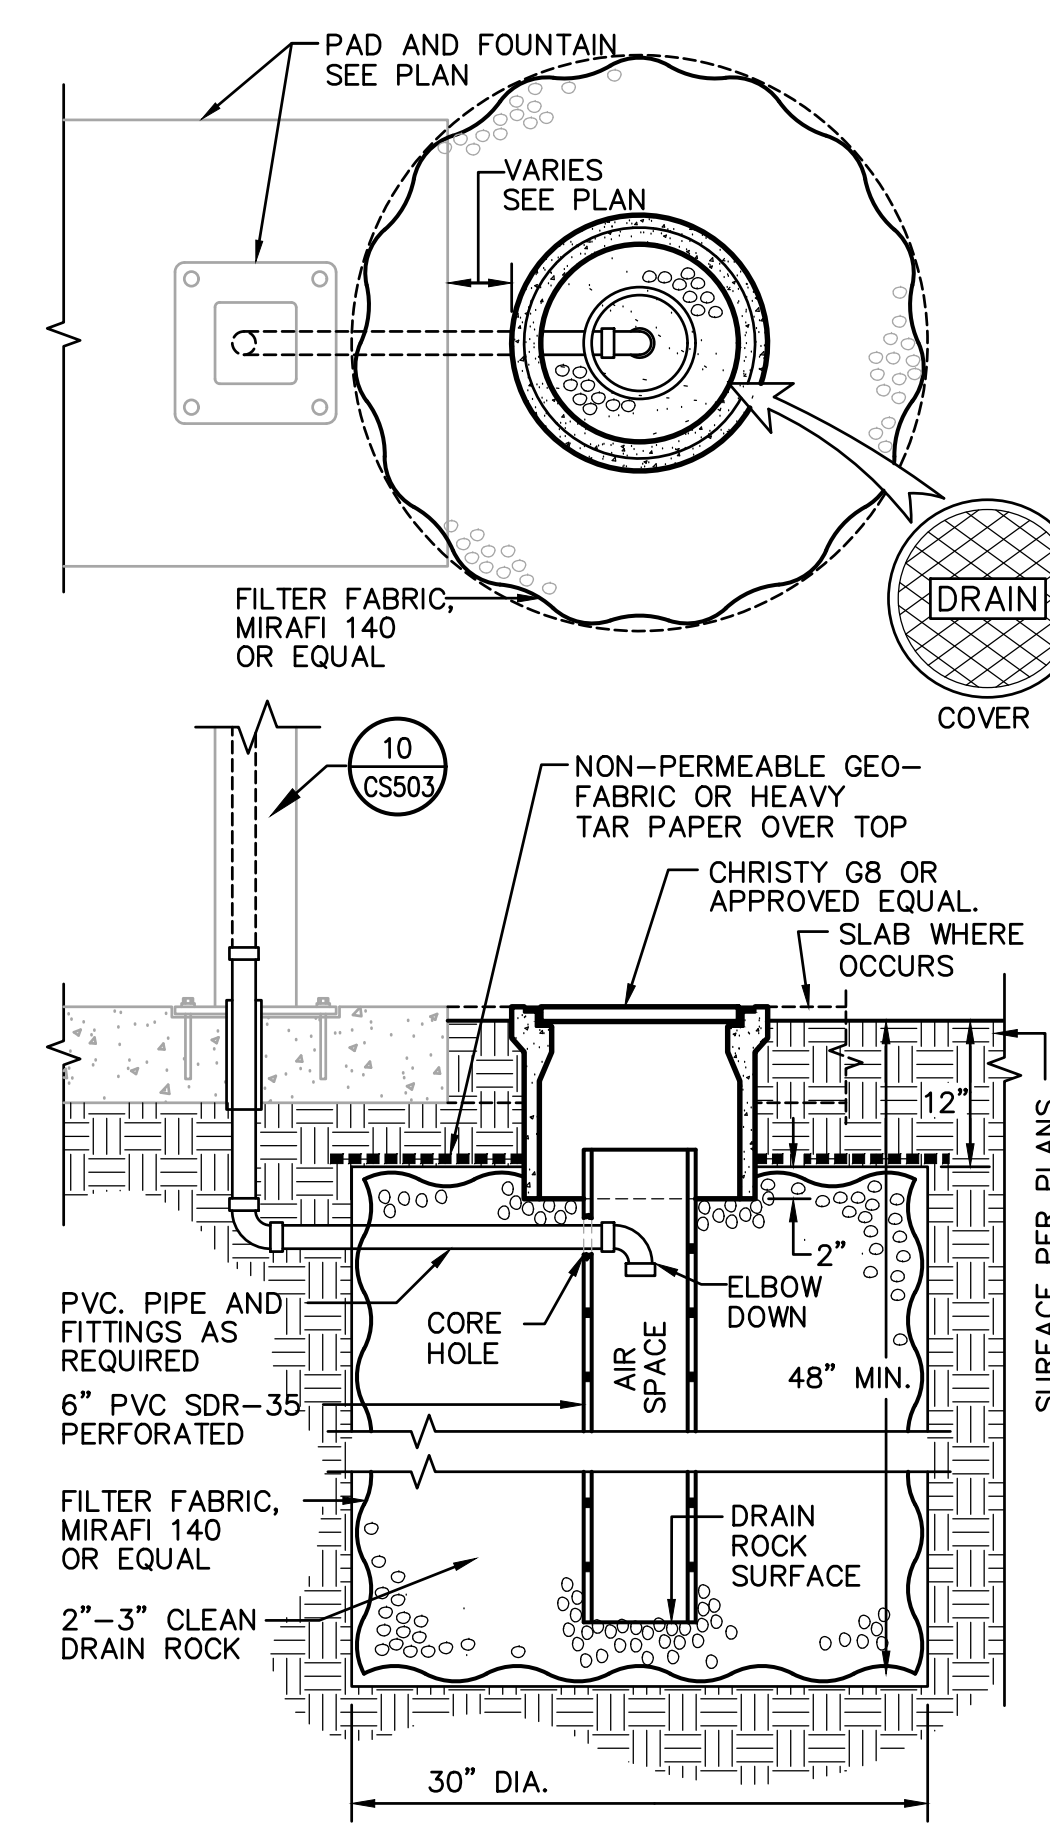 PAD AND FOUNTAIN
SEE PLAN
VARIES
SEE PLAN
FILTER FABRIC,
MIRAFI 140
OR EQUAL
DRAIN
COVER
10
CS503
NON-PERMEABLE GEO-
FABRIC OR HEAVY
TAR PAPER OVER TOP
CHRISTY G8 OR
APPROVED EQUAL.
SLAB WHERE
OCCURS
12"
SURFACE PER PLANS
2"
ELBOW
DOWN
PVC. PIPE AND
FITTINGS AS
REQUIRED
CORE
HOLE
AIR
SPACE
48" MIN.
6" PVC SDR-35
PERFORATED
FILTER FABRIC,
MIRAFI 140
OR EQUAL
DRAIN
ROCK
SURFACE
2"-3" CLEAN
DRAIN ROCK
30" DIA.